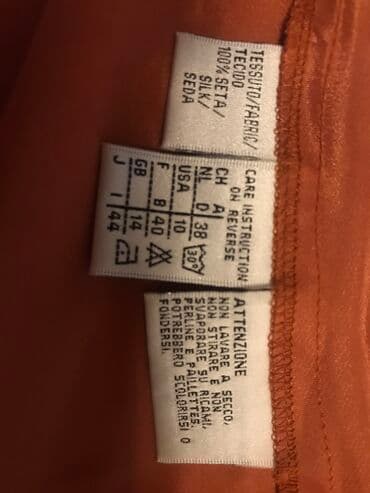 TESSUTO/FABRIC/
TECIDO
100% SETA/
SILK/
SEDA
CARE INSTRUCTION
ON REVERSE
CH A
NL D 38 30°
USA 10
F B 40
GB 14
J I 44
ATTENZIONE
NON LAVARE A SECCO,
NON STIRARE E NON
SVAPORARE SU RICAMI,
PERLINE E PAILLETTES.
POTREBBERO SCOLORIRSI O
FONDERSI.